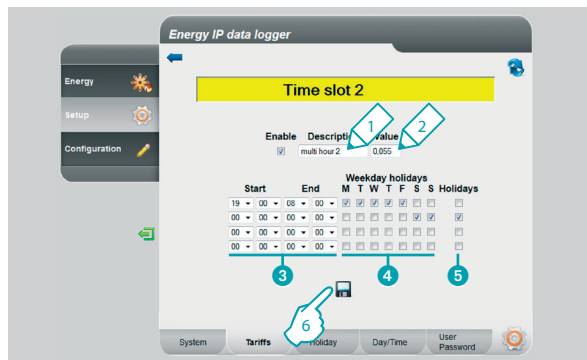 Energy IP data logger
Energy
Setup
Configuration
Time slot 2
Enable Value
1
2
multi hour 2 0,055
Weekday holidays
Start End M T W T F S S Holidays
19 00 08 00
00 00 00 00
00 00 00 00
00 00 00 00
3 4 5
6
System Tariffs Holiday Day/Time User Password